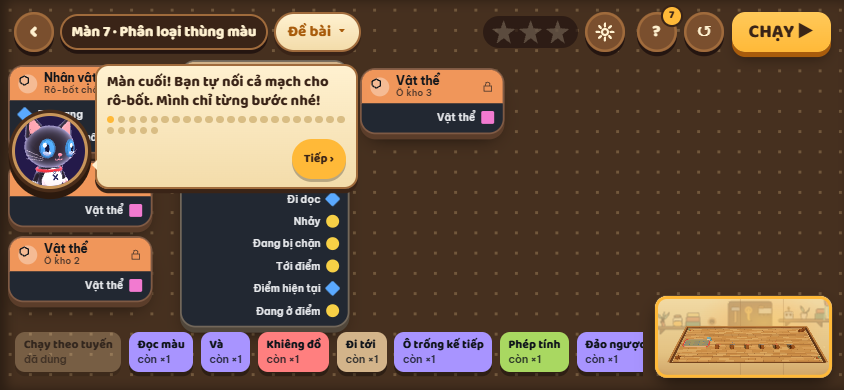 Màn 7 · Phân loại thùng màu
Đề bài
?
7
CHẠY
Nhân vật
Màn cuối! Bạn tự nối cả mạch cho
rô-bốt. Mình chỉ từng bước nhé!
Tiếp ›
Vật thể
Ô kho 3
Vật thể
Vật thể
Vật thể
Ô kho 2
Vật thể
Đi dọc
Nhảy
Đang bị chặn
Tới điểm
Điểm hiện tại
Đang ở điểm
Chạy theo tuyến
đã dùng
Đọc màu
còn ×1
Và
còn ×1
Khiêng đồ
còn ×1
Đi tới
còn ×1
Ô trống kế tiếp
còn ×1
Phép tính
còn ×1
Đảo ngược
còn ×1